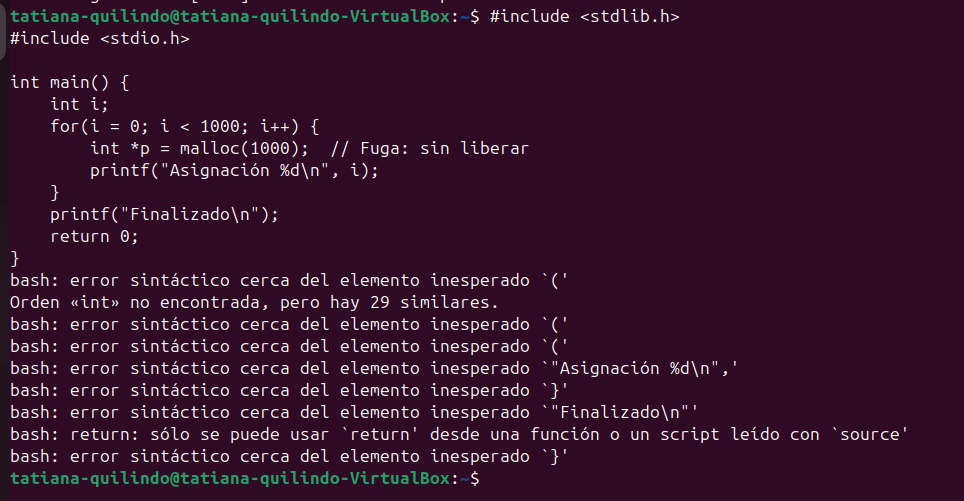 tatiana-quilindo@tatiana-quilindo-VirtualBox:~$ #include <stdlib.h>
#include <stdio.h>

int main() {
    int i;
    for(i = 0; i < 1000; i++) {
        int *p = malloc(1000);  // Fuga: sin liberar
        printf("Asignación %d\n", i);
    }
    printf("Finalizado\n");
    return 0;
}
bash: error sintáctico cerca del elemento inesperado `('
Orden «int» no encontrada, pero hay 29 similares.
bash: error sintáctico cerca del elemento inesperado `('
bash: error sintáctico cerca del elemento inesperado `('
bash: error sintáctico cerca del elemento inesperado `"Asignación %d\n",'
bash: error sintáctico cerca del elemento inesperado `}'
bash: error sintáctico cerca del elemento inesperado `"Finalizado\n"'
bash: return: sólo se puede usar `return' desde una función o un script leído con `source'
bash: error sintáctico cerca del elemento inesperado `}'
tatiana-quilindo@tatiana-quilindo-VirtualBox:~$